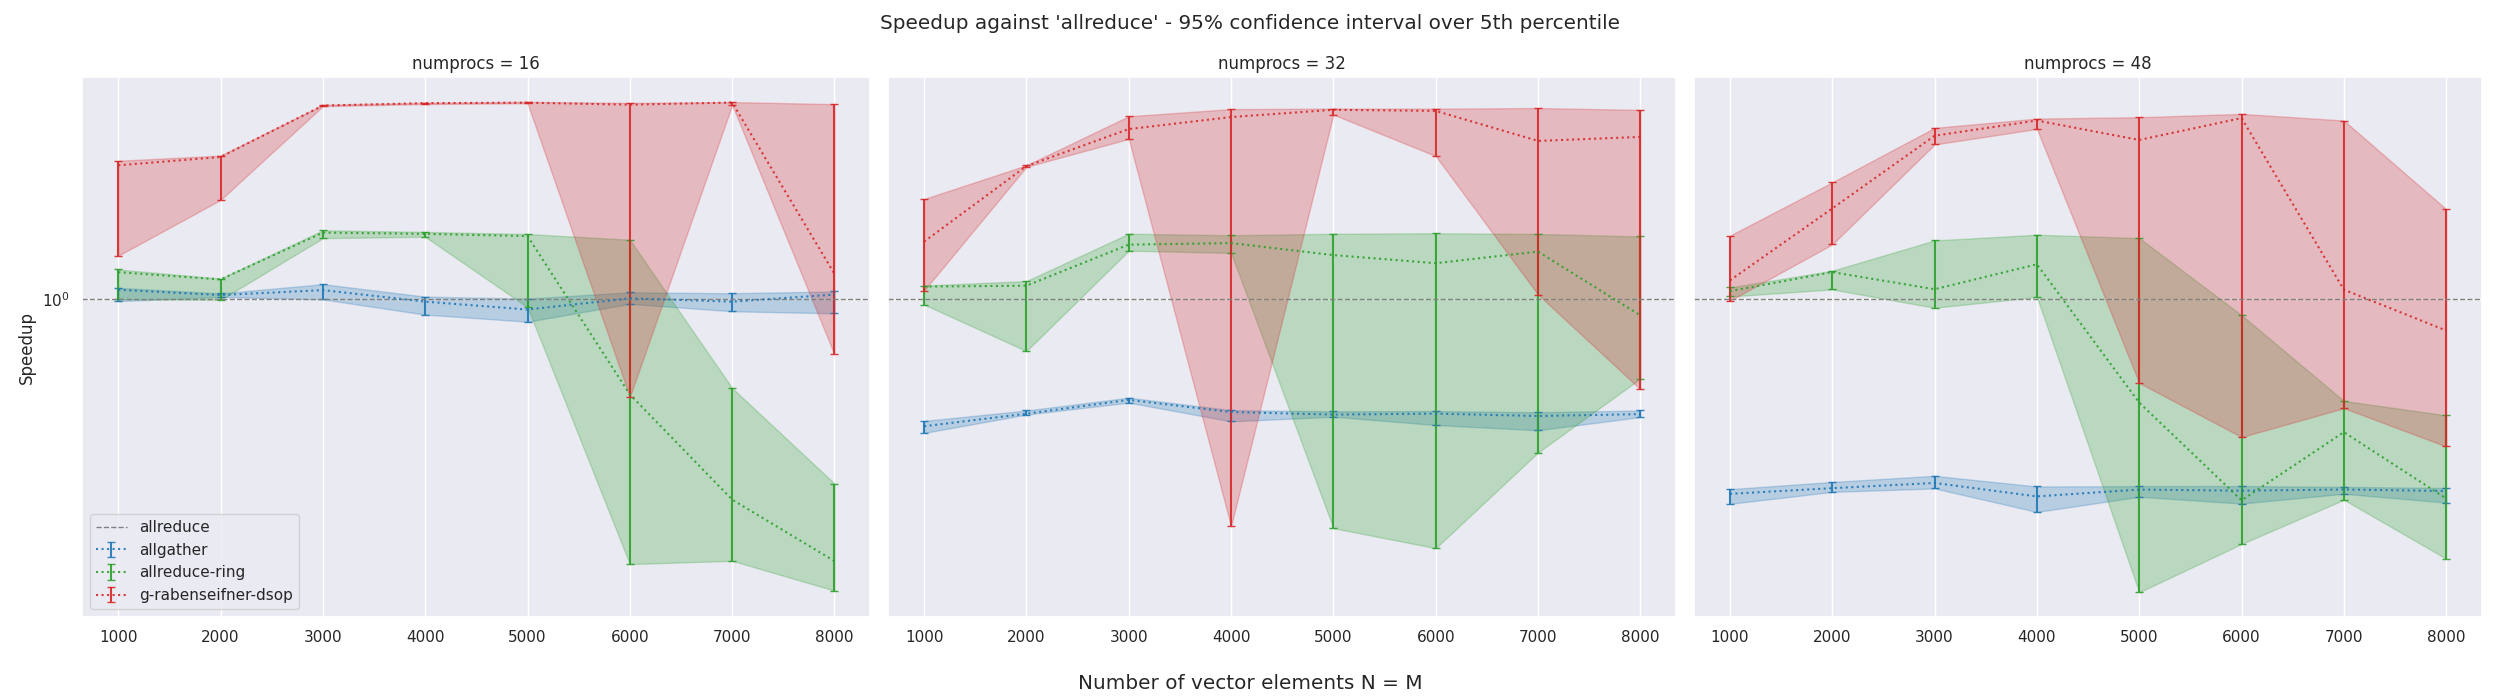 Speedup against 'allreduce' - 95% confidence interval over 5th percentile
numprocs = 16
numprocs = 32
numprocs = 48
10⁰
Speedup
allreduce
allgather
allreduce-ring
g-rabenseifner-dsop
1000 2000 3000 4000 5000 6000 7000 8000
1000 2000 3000 4000 5000 6000 7000 8000
1000 2000 3000 4000 5000 6000 7000 8000
Number of vector elements N = M